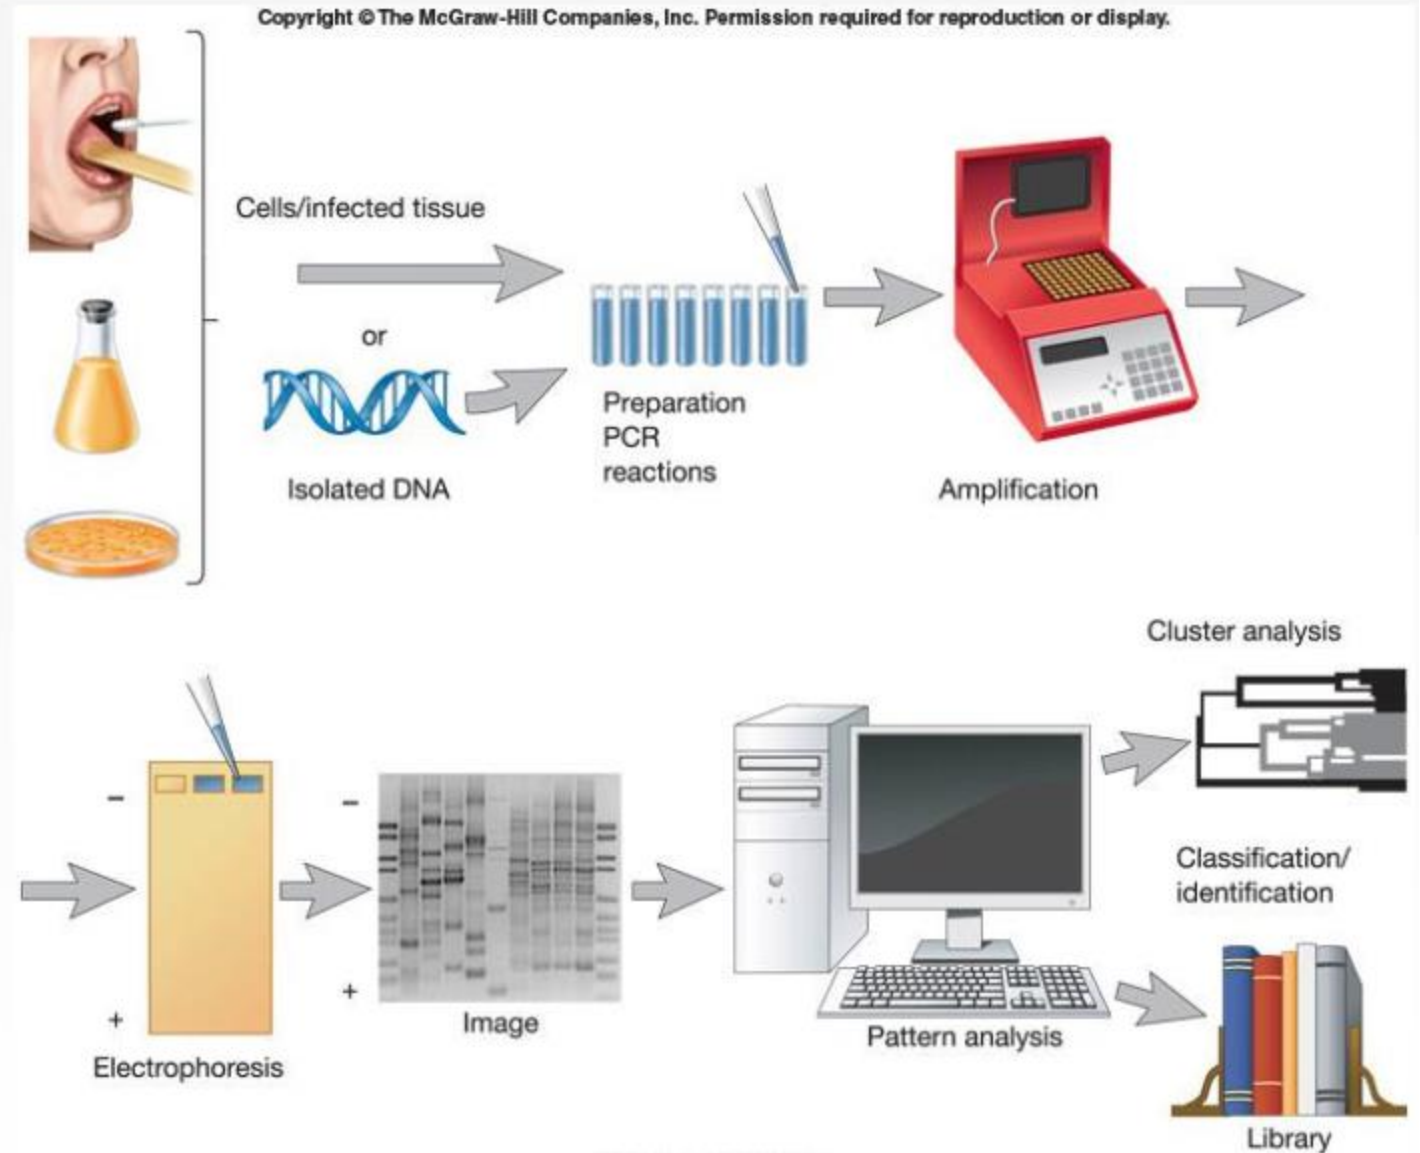 Copyright © The McGraw-Hill Companies, Inc. Permission required for reproduction or display.
Cells/infected tissue
or
Isolated DNA
Preparation
PCR
reactions
Amplification
−
+
Electrophoresis
−
+
Image
Pattern analysis
Cluster analysis
Classification/
identification
Library